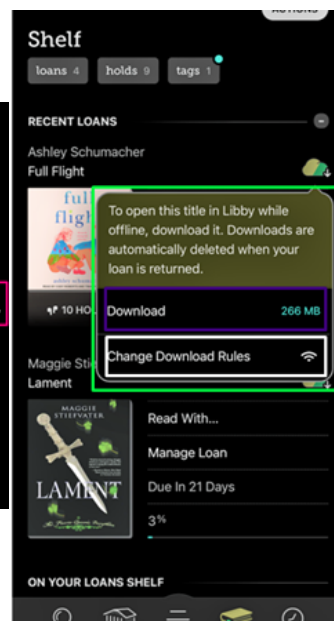 Shelf
loans 4 holds 9 tags 1
RECENT LOANS
Ashley Schumacher
Full Flight
full
flight
To open this title in Libby while
offline, download it. Downloads are
automatically deleted when your
loan is returned.
Download 266 MB
10 HO
Change Download Rules
Maggie Stie
Lament
MAGGIE
STIEFVATER
LAMENT
Read With...
Manage Loan
Due In 21 Days
3%
ON YOUR LOANS SHELF